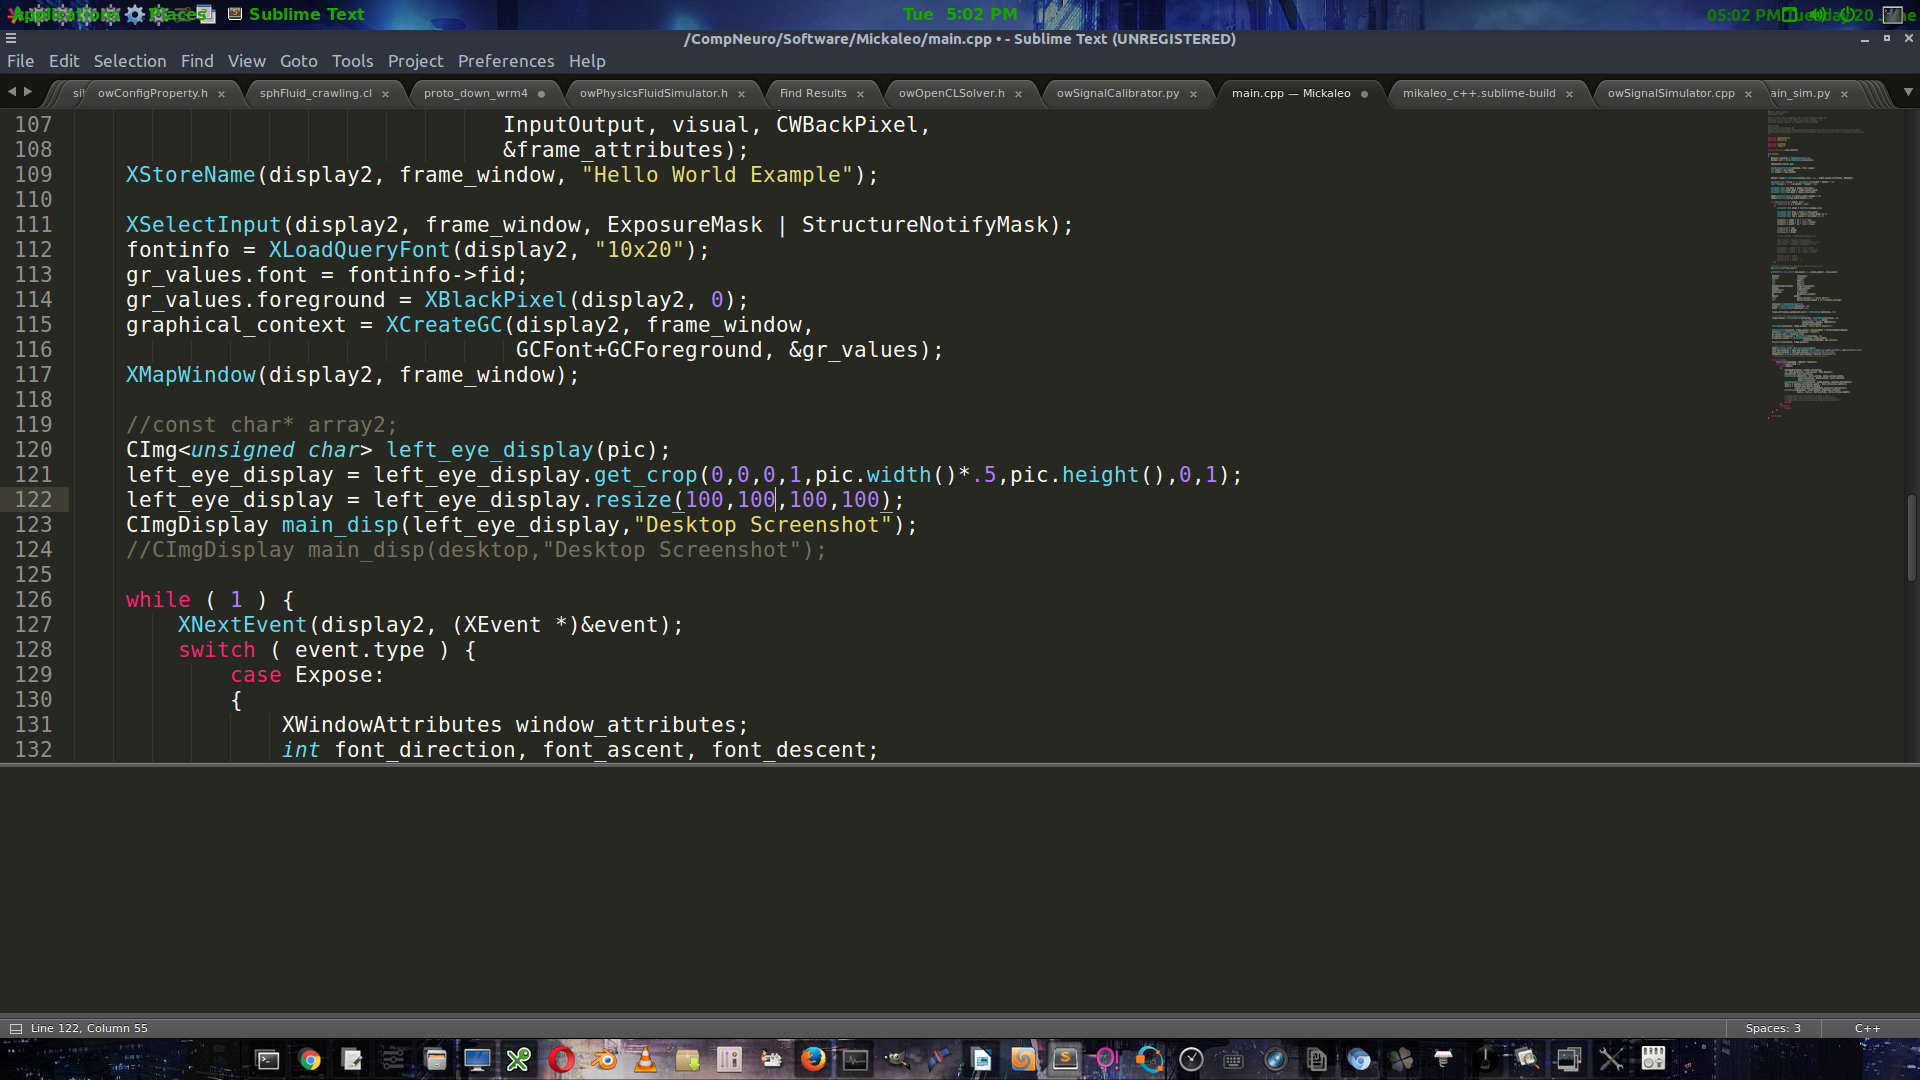 Places
Sublime Text
Tue 5:02 PM
05:02 PM
/CompNeuro/Software/Mickaleo/main.cpp • - Sublime Text (UNREGISTERED)
File Edit Selection Find View Goto Tools Project Preferences Help
owConfigProperty.h sphFluid_crawling.cl proto_down_wrm4 owPhysicsFluidSimulator.h Find Results owOpenCLSolver.h owSignalCalibrator.py main.cpp — Mickaleo mikaleo_c++.sublime-build owSignalSimulator.cpp ain_sim.py
107 InputOutput, visual, CWBackPixel,
108 &frame_attributes);
109 XStoreName(display2, frame_window, "Hello World Example");
110
111 XSelectInput(display2, frame_window, ExposureMask | StructureNotifyMask);
112 fontinfo = XLoadQueryFont(display2, "10x20");
113 gr_values.font = fontinfo->fid;
114 gr_values.foreground = XBlackPixel(display2, 0);
115 graphical_context = XCreateGC(display2, frame_window,
116 GCFont+GCForeground, &gr_values);
117 XMapWindow(display2, frame_window);
118
119 //const char* array2;
120 CImg<unsigned char> left_eye_display(pic);
121 left_eye_display = left_eye_display.get_crop(0,0,0,1,pic.width()*.5,pic.height(),0,1);
122 left_eye_display = left_eye_display.resize(100,100,100,100);
123 CImgDisplay main_disp(left_eye_display,"Desktop Screenshot");
124 //CImgDisplay main_disp(desktop,"Desktop Screenshot");
125
126 while ( 1 ) {
127 XNextEvent(display2, (XEvent *)&event);
128 switch ( event.type ) {
129 case Expose:
130 {
131 XWindowAttributes window_attributes;
132 int font_direction, font_ascent, font_descent;
Line 122, Column 55
Spaces: 3
C++